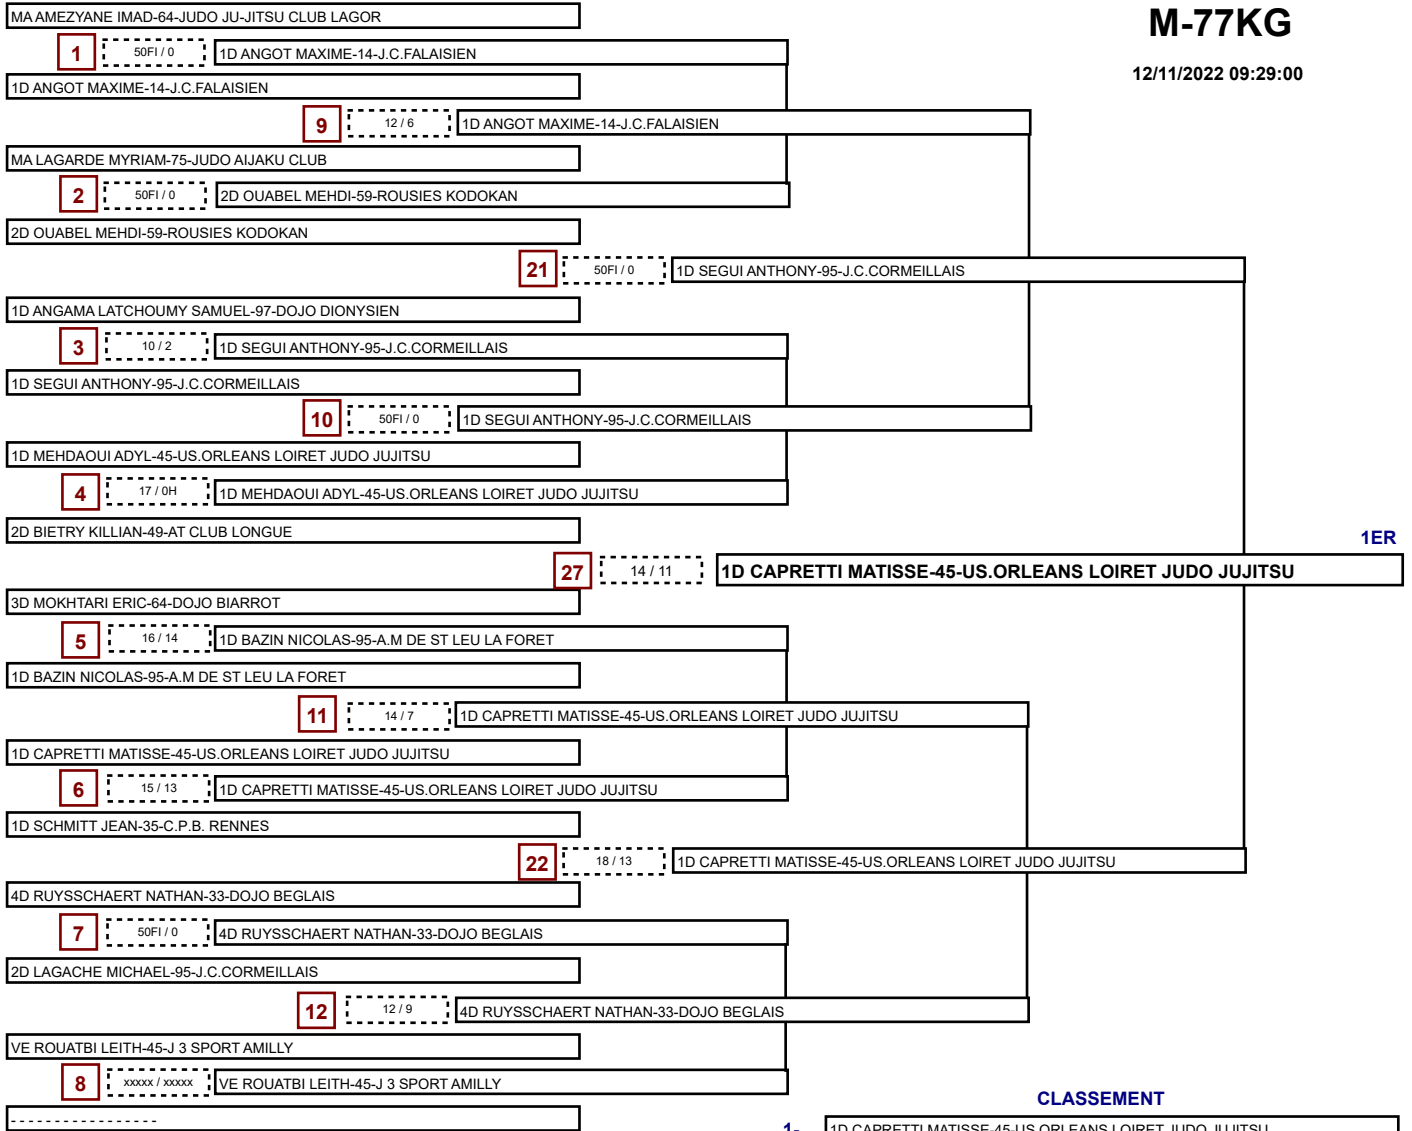 MA AMEZYANE IMAD-64-JUDO JU-JITSU CLUB LAGOR
M-77KG
1 50FI / 0 1D ANGOT MAXIME-14-J.C.FALAISIEN
12/11/2022 09:29:00
1D ANGOT MAXIME-14-J.C.FALAISIEN
9 12 / 6 1D ANGOT MAXIME-14-J.C.FALAISIEN
MA LAGARDE MYRIAM-75-JUDO AIJAKU CLUB
2 50FI / 0 2D OUABEL MEHDI-59-ROUSIES KODOKAN
2D OUABEL MEHDI-59-ROUSIES KODOKAN
21 50FI / 0 1D SEGUI ANTHONY-95-J.C.CORMEILLAIS
1D ANGAMA LATCHOUMY SAMUEL-97-DOJO DIONYSIEN
3 10 / 2 1D SEGUI ANTHONY-95-J.C.CORMEILLAIS
1D SEGUI ANTHONY-95-J.C.CORMEILLAIS
10 50FI / 0 1D SEGUI ANTHONY-95-J.C.CORMEILLAIS
1D MEHDAOUI ADYL-45-US.ORLEANS LOIRET JUDO JUJITSU
4 17 / 0H 1D MEHDAOUI ADYL-45-US.ORLEANS LOIRET JUDO JUJITSU
2D BIETRY KILLIAN-49-AT CLUB LONGUE
1ER
27 14 / 11 1D CAPRETTI MATISSE-45-US.ORLEANS LOIRET JUDO JUJITSU
3D MOKHTARI ERIC-64-DOJO BIARROT
5 16 / 14 1D BAZIN NICOLAS-95-A.M DE ST LEU LA FORET
1D BAZIN NICOLAS-95-A.M DE ST LEU LA FORET
11 14 / 7 1D CAPRETTI MATISSE-45-US.ORLEANS LOIRET JUDO JUJITSU
1D CAPRETTI MATISSE-45-US.ORLEANS LOIRET JUDO JUJITSU
6 15 / 13 1D CAPRETTI MATISSE-45-US.ORLEANS LOIRET JUDO JUJITSU
1D SCHMITT JEAN-35-C.P.B. RENNES
22 18 / 13 1D CAPRETTI MATISSE-45-US.ORLEANS LOIRET JUDO JUJITSU
4D RUYSSCHAERT NATHAN-33-DOJO BEGLAIS
7 50FI / 0 4D RUYSSCHAERT NATHAN-33-DOJO BEGLAIS
2D LAGACHE MICHAEL-95-J.C.CORMEILLAIS
12 12 / 9 4D RUYSSCHAERT NATHAN-33-DOJO BEGLAIS
VE ROUATBI LEITH-45-J 3 SPORT AMILLY
8 xxxxx / xxxxx VE ROUATBI LEITH-45-J 3 SPORT AMILLY
CLASSEMENT
- - - - - - - - - - - - - - - - -
1- 1D CAPRETTI MATISSE-45-US.ORLEANS LOIRET JUDO JUJITSU